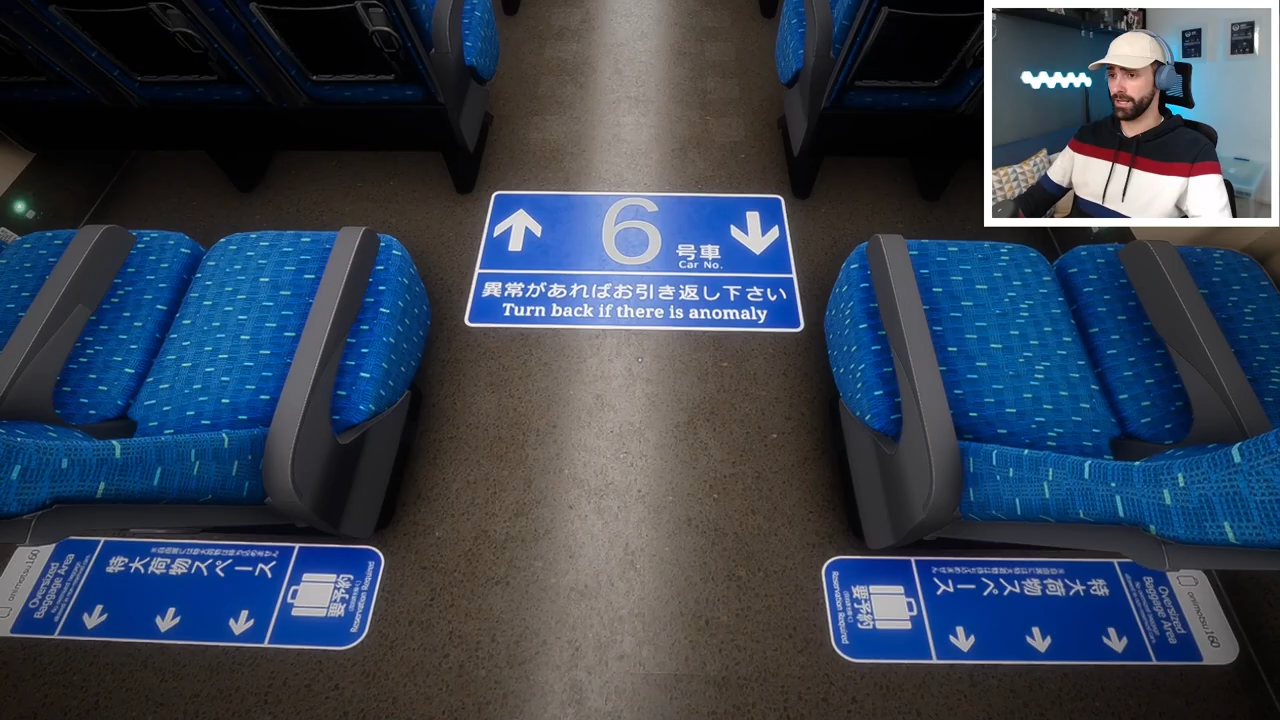 6
号車
Car No.
異常があればお引き返し下さい
Turn back if there is anomaly
onimatsu160
Oversized
Baggage Area
特大荷物スペース
要予約
Reservation Required
Reservation Required
要予約
特大荷物スペース
Oversized
Baggage Area
onimatsu160